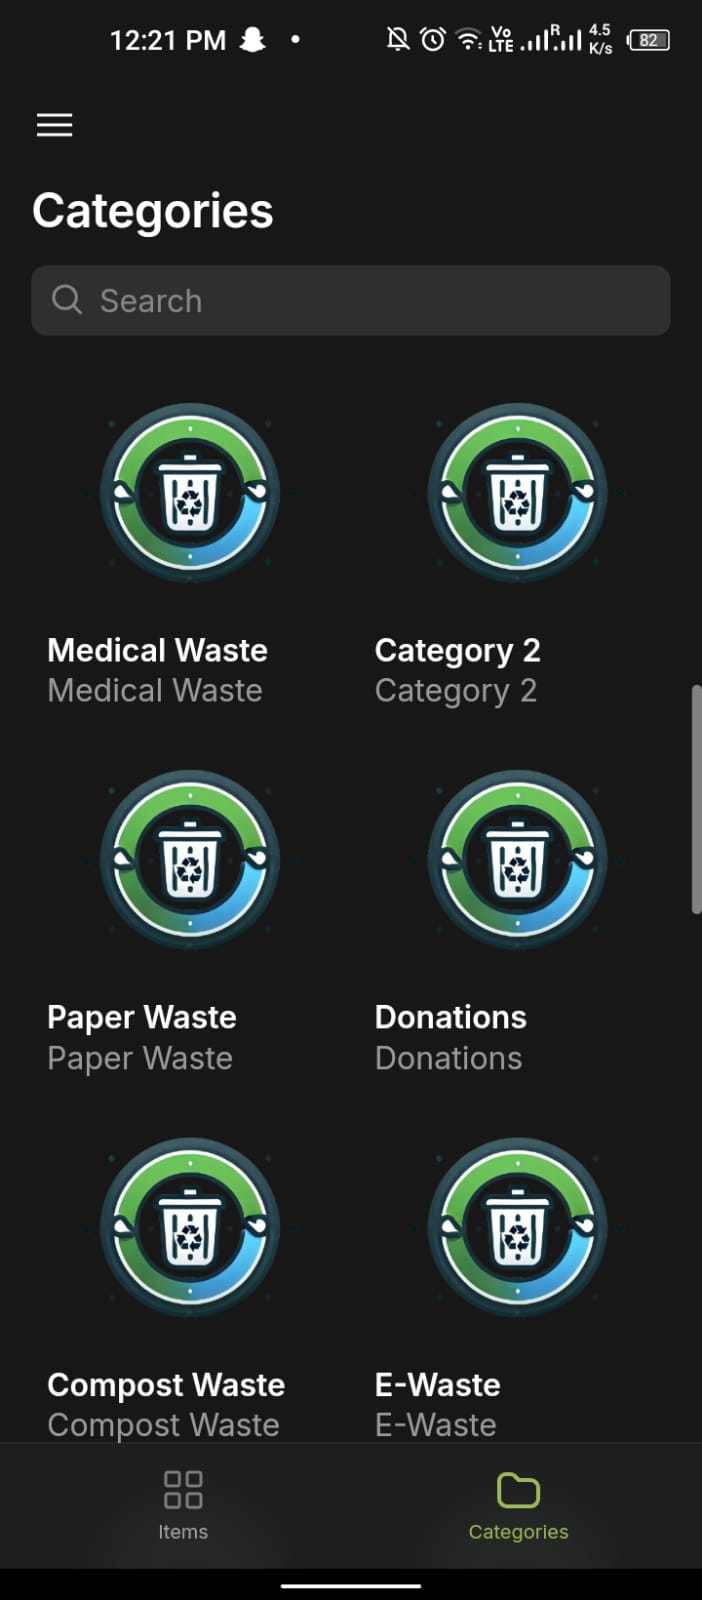 12:21 PM
Vo LTE R 4.5 K/s 82
Categories
Search
Medical Waste Category 2
Medical Waste Category 2
Paper Waste Donations
Paper Waste Donations
Compost Waste E-Waste
Compost Waste E-Waste
Items Categories